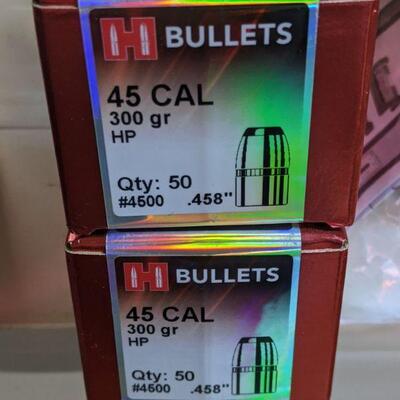 H BULLETS
45 CAL
300 gr
HP
Qty: 50
#4500 .458"
H BULLETS
45 CAL
300 gr
HP
Qty: 50
#4500 .458"